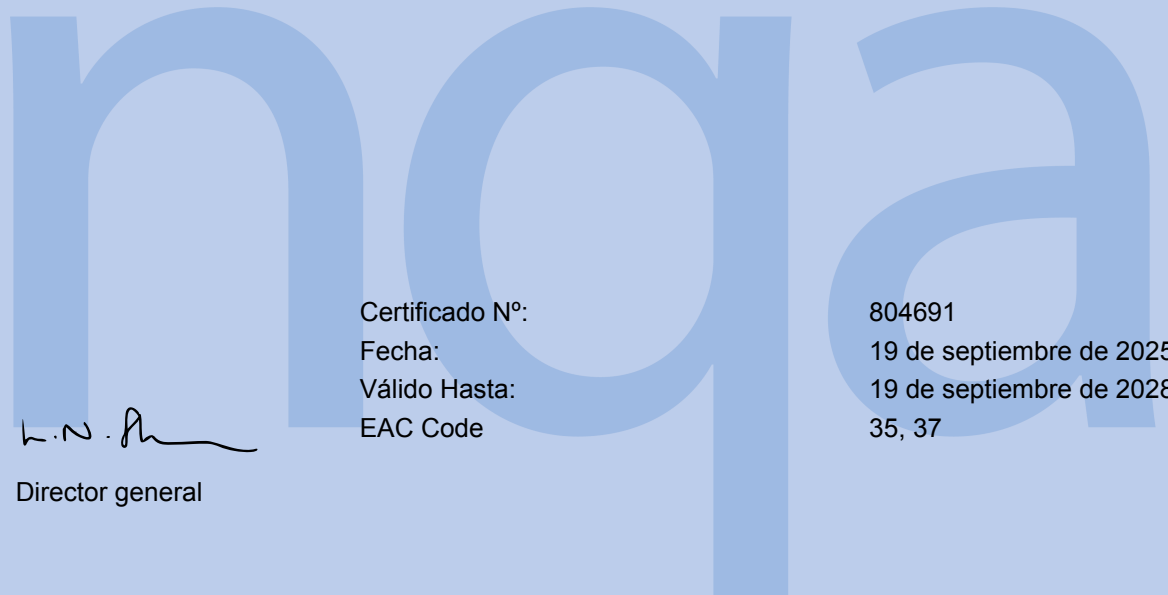 nqa
Certificado Nº: 804691
Fecha: 19 de septiembre de 2025
Válido Hasta: 19 de septiembre de 2028
EAC Code 35, 37
Director general